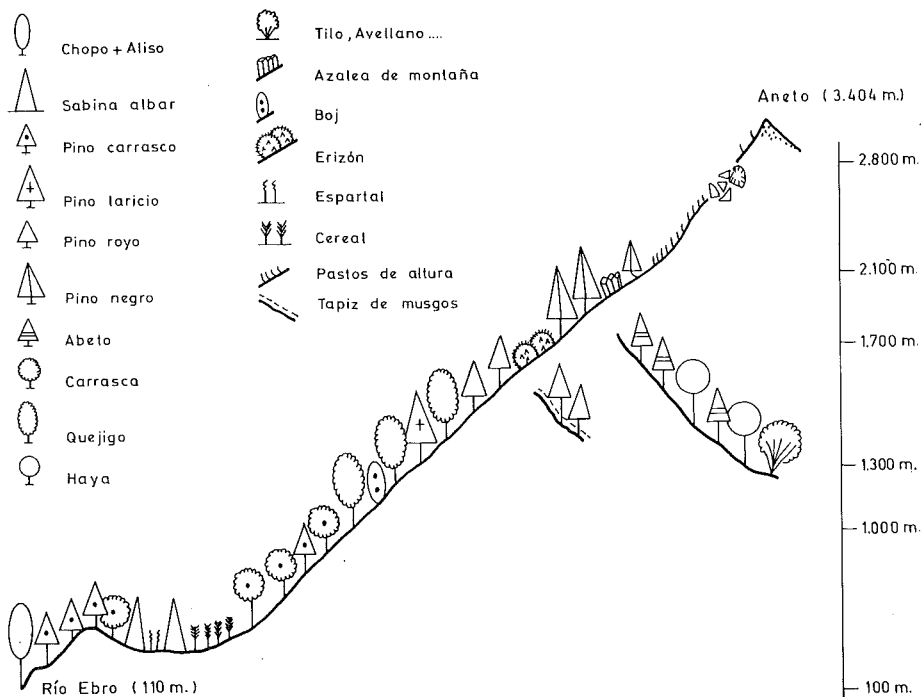 Chopo + Aliso
Sabina albar
Pino carrasco
Pino laricio
Pino royo
Pino negro
Abeto
Carrasca
Quejigo
Haya
Tilo, Avellano ....
Azalea de montaña
Boj
Erizón
Espartal
Cereal
Pastos de altura
Tapiz de musgos
Aneto (3.404 m.)
2.800 m.
2.100 m.
1.700 m.
1.300 m.
1.000 m.
100 m.
Río Ebro (110 m.)